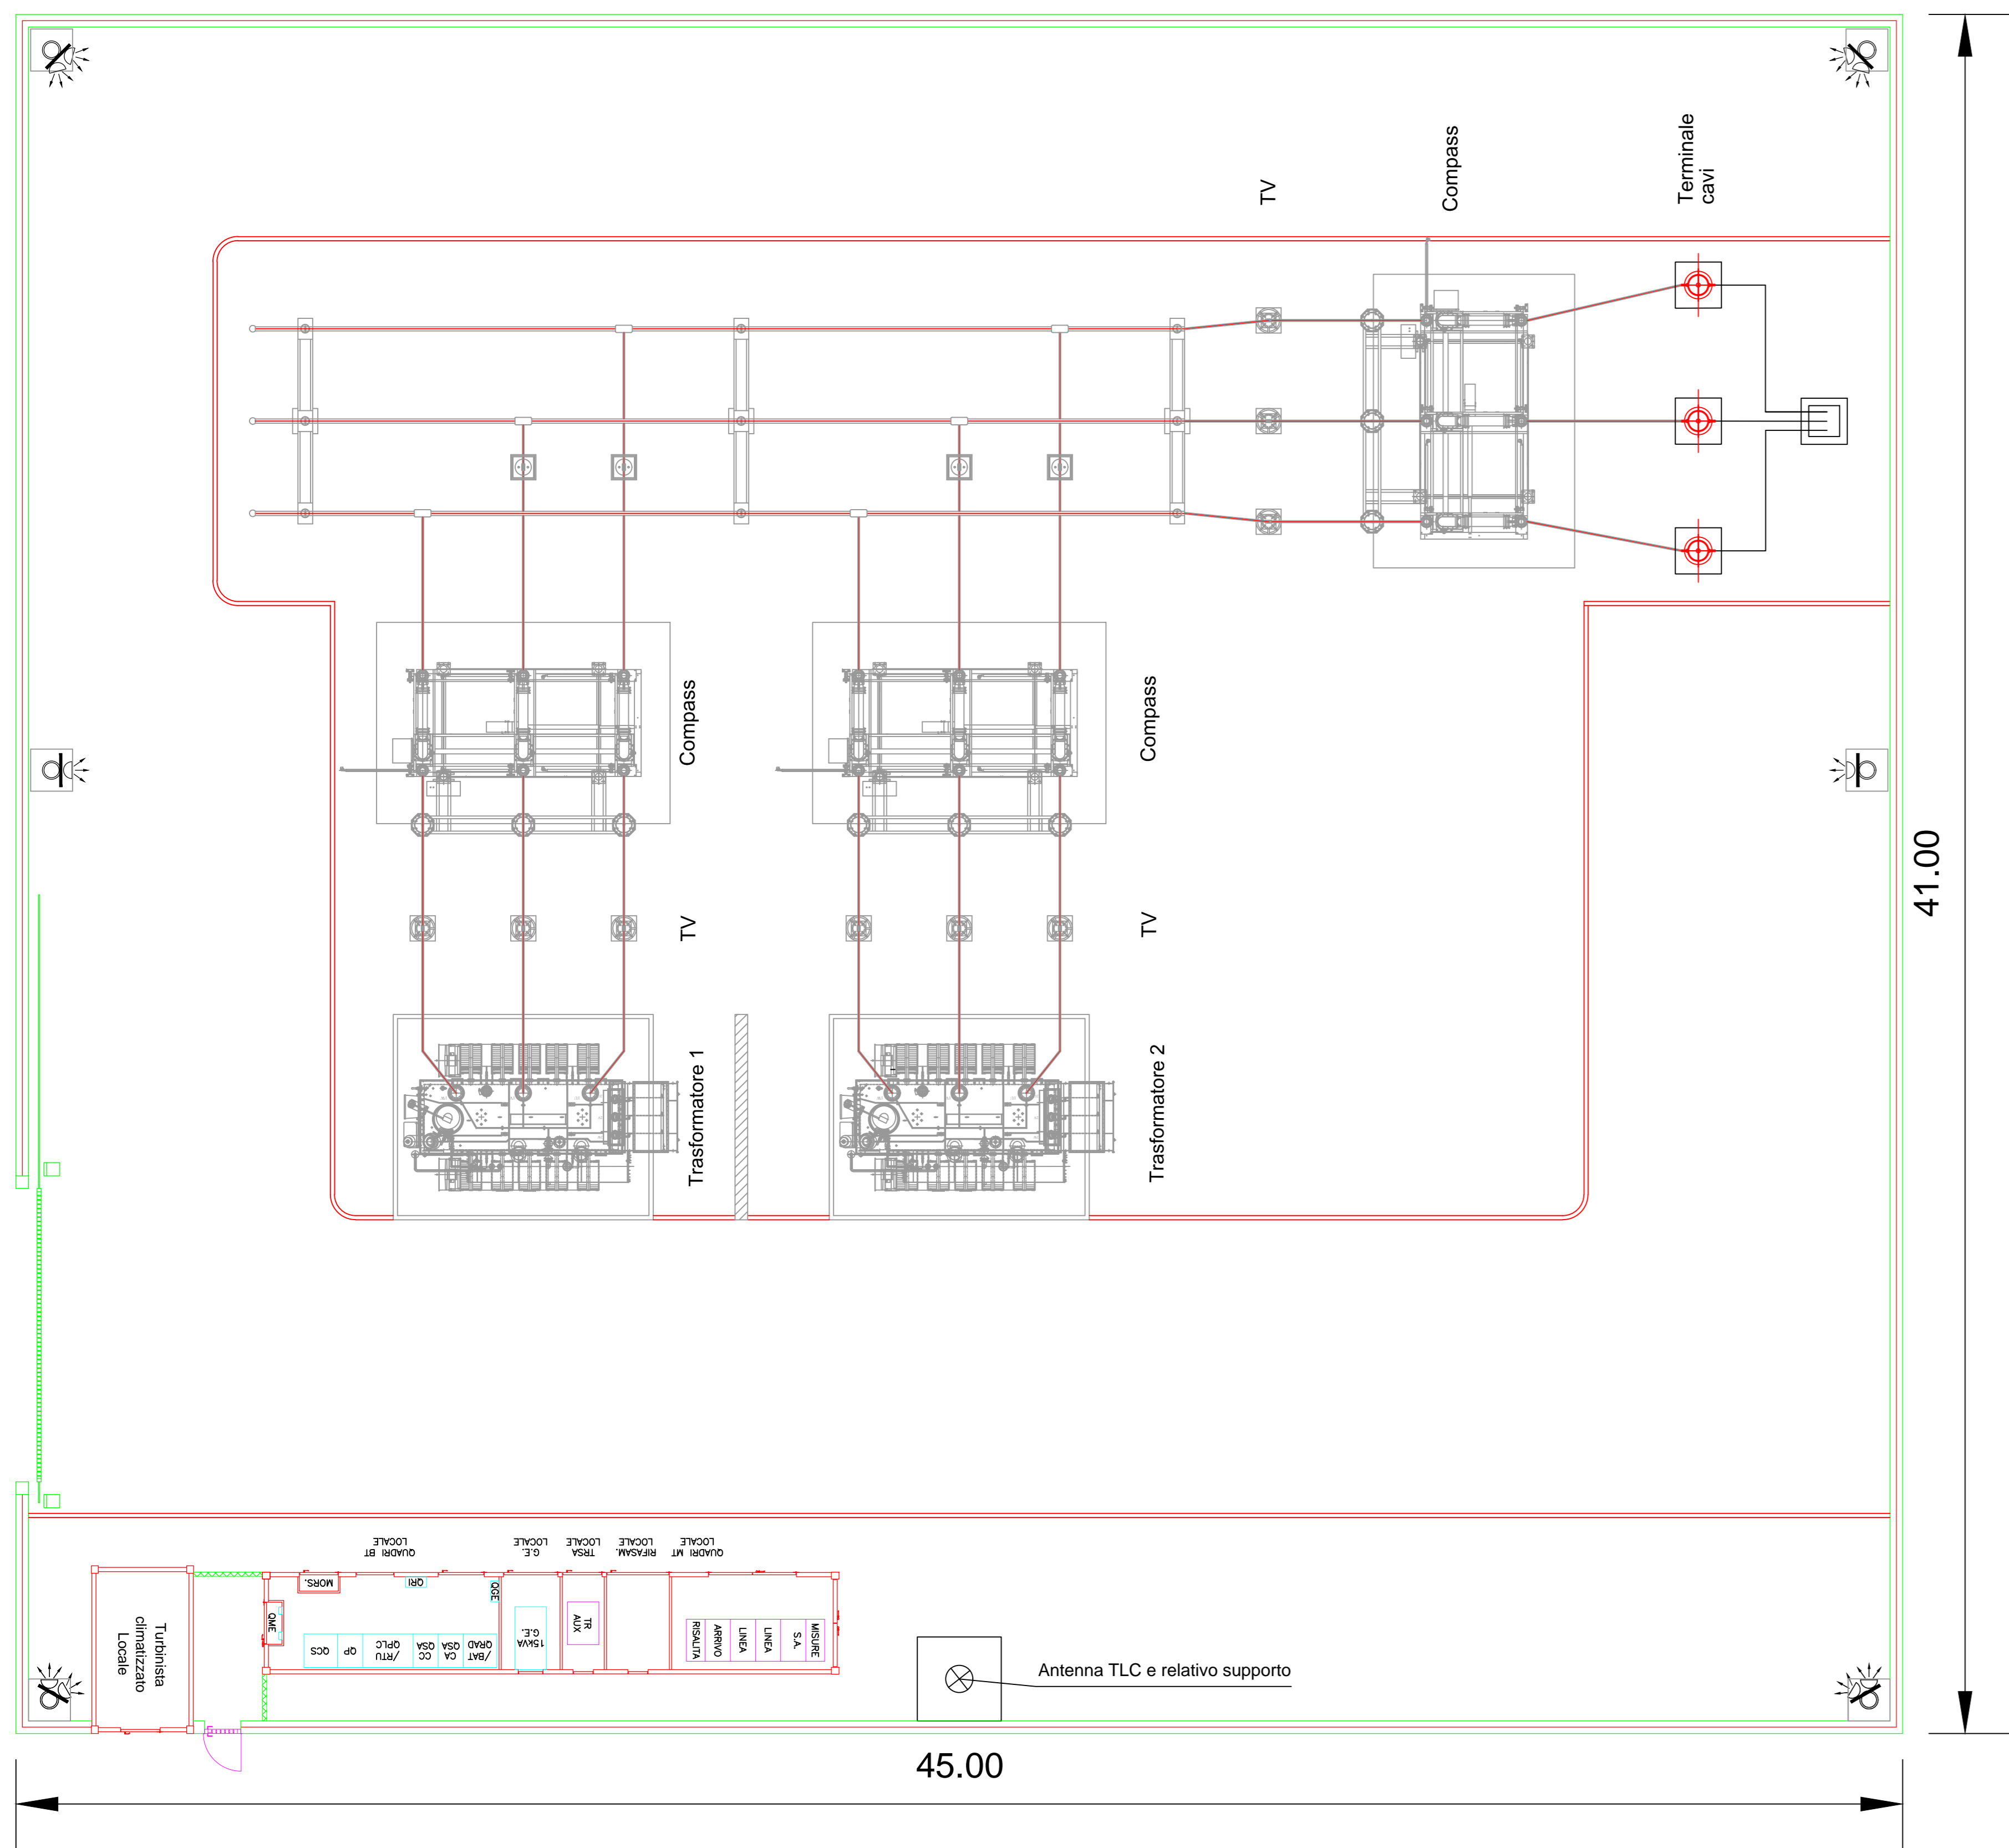 TV
Compass
Terminale
cavi
Compass
Compass
TV
TV
Trasformatore 1
Trasformatore 2
41.00
LOCALE
QUADRI BT
LOCALE
G.E.
LOCALE
TRSA
LOCALE
RIFASAM.
LOCALE
QUADRI MT
MORS.
QRI
QGE
QME
QCS
QP
/RTU
QPLC
CC
QSA
CA
QSA
/BAT
QRAD
15KVA
G.E.
TR
AUX
RISALITA
ARRIVO
LINEA
LINEA
S.A.
MISURE
Locale
climatizzato
Turbinista
Antenna TLC e relativo supporto
45.00